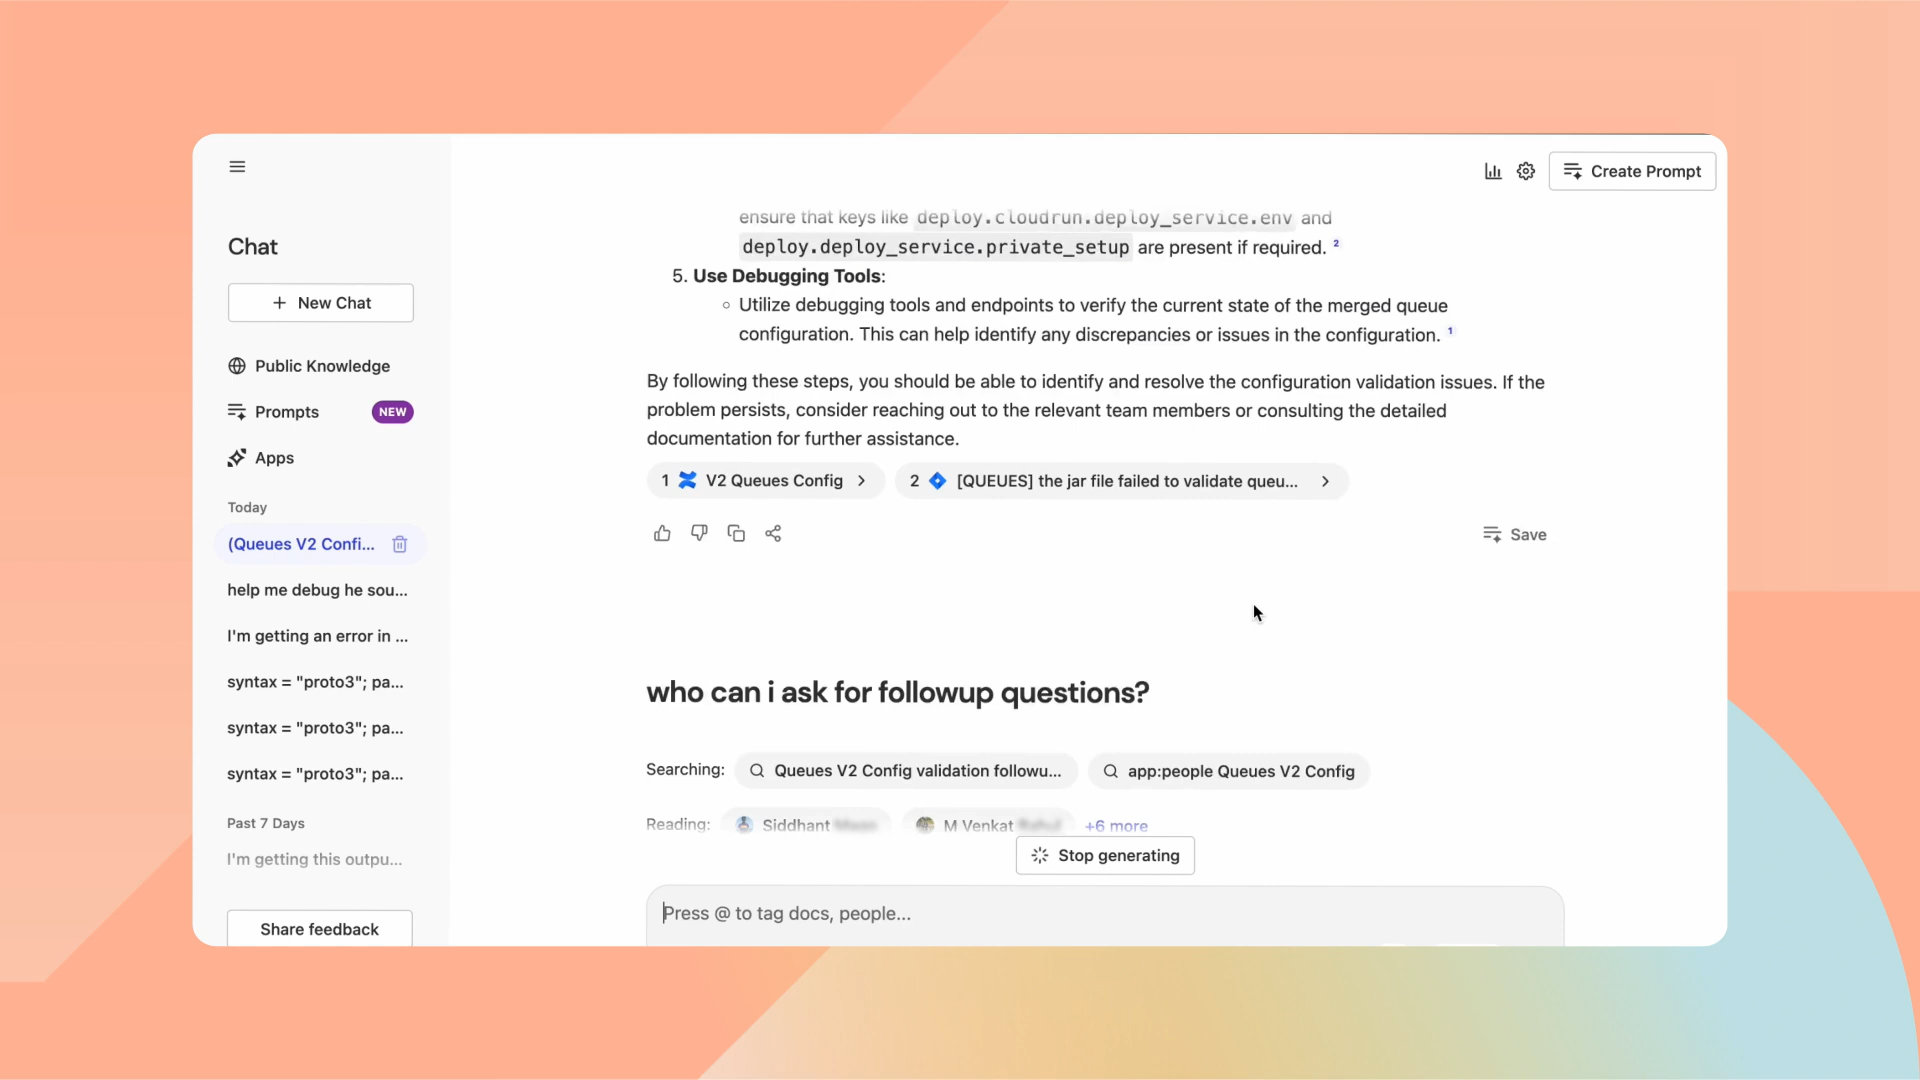 Create Prompt
Chat
+ New Chat
Public Knowledge
Prompts NEW
Apps
Today
(Queues V2 Confi...
help me debug he sou...
I'm getting an error in ...
syntax = "proto3"; pa...
syntax = "proto3"; pa...
syntax = "proto3"; pa...
Past 7 Days
I'm getting this outpu...
Share feedback
ensure that keys like deploy.cloudrun.deploy_service.env and
deploy.deploy_service.private_setup are present if required. 2
5. Use Debugging Tools:
Utilize debugging tools and endpoints to verify the current state of the merged queue
configuration. This can help identify any discrepancies or issues in the configuration. 1
By following these steps, you should be able to identify and resolve the configuration validation issues. If the
problem persists, consider reaching out to the relevant team members or consulting the detailed
documentation for further assistance.
1 V2 Queues Config > 2 [QUEUES] the jar file failed to validate queu... >
Save
who can i ask for followup questions?
Searching: Queues V2 Config validation followu... app:people Queues V2 Config
Reading: Siddhant M Venkat +6 more
Stop generating
Press @ to tag docs, people...